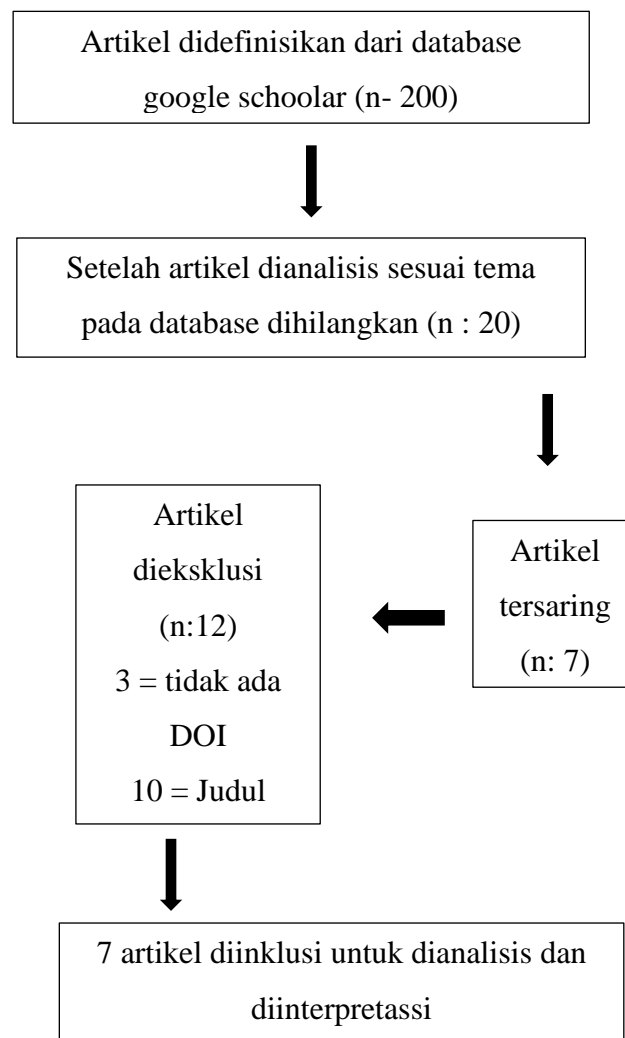 Artikel didefinisikan dari database
google schoolar (n- 200)
Setelah artikel dianalisis sesuai tema
pada database dihilangkan (n : 20)
Artikel
tersaring
(n: 7)
Artikel
dieksklusi
(n:12)
3 = tidak ada
DOI
10 = Judul
7 artikel diinklusi untuk dianalisis dan
diinterpretassi